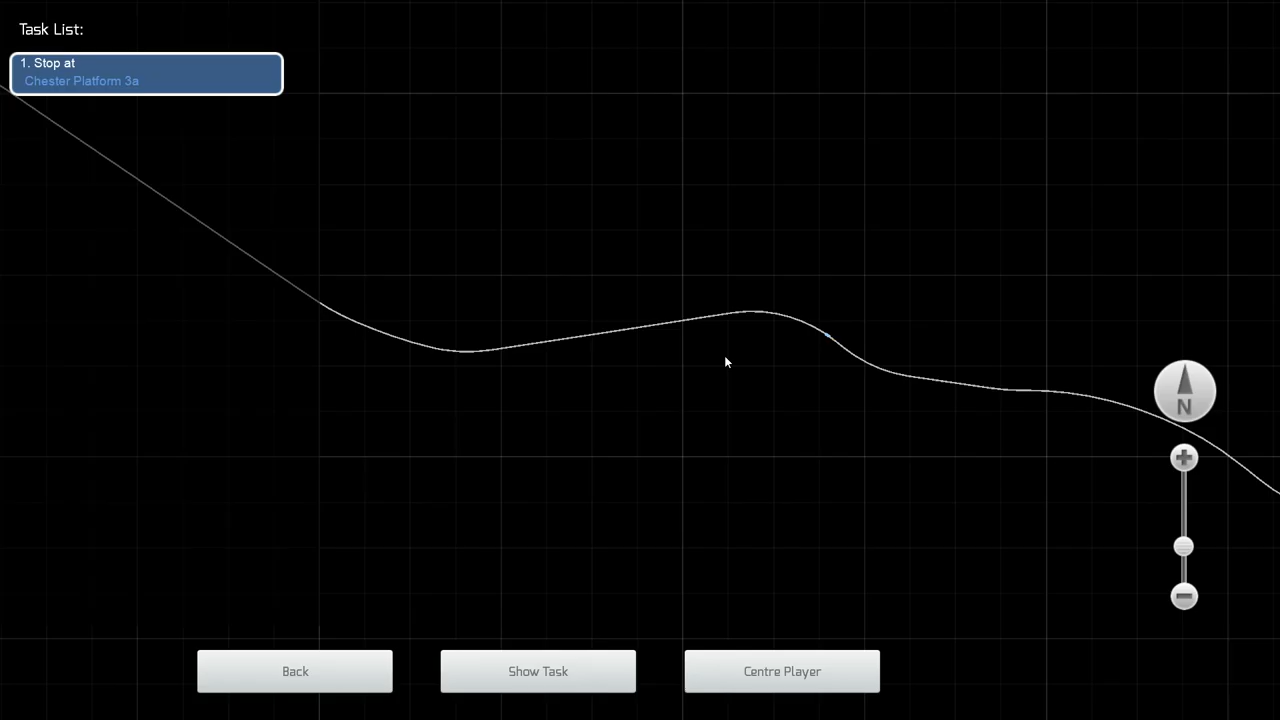 Task List:
1. Stop at
Chester Platform 3a
N
Back
Show Task
Centre Player